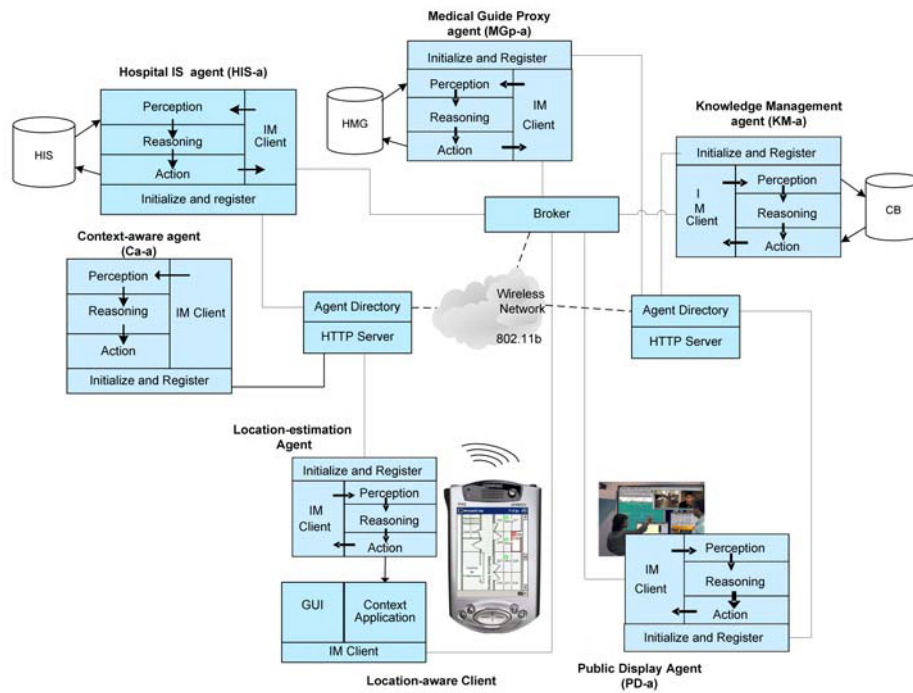 Medical Guide Proxy
agent (MGp-a)
Initialize and Register
Perception
Reasoning
Action
IM
Client
HMG
Hospital IS agent (HIS-a)
Perception
Reasoning
Action
IM
Client
Initialize and register
HIS
Knowledge Management
agent (KM-a)
Initialize and Register
I
M
Client
Perception
Reasoning
Action
CB
Broker
Context-aware agent
(Ca-a)
Perception
Reasoning
Action
IM Client
Initialize and Register
Agent Directory
HTTP Server
Wireless
Network
802.11b
Agent Directory
HTTP Server
Location-estimation
Agent
Initialize and Register
IM
Client
Perception
Reasoning
Action
GUI
Context
Application
IM Client
Location-aware Client
IM
Client
Perception
Reasoning
Action
Initialize and Register
Public Display Agent
(PD-a)